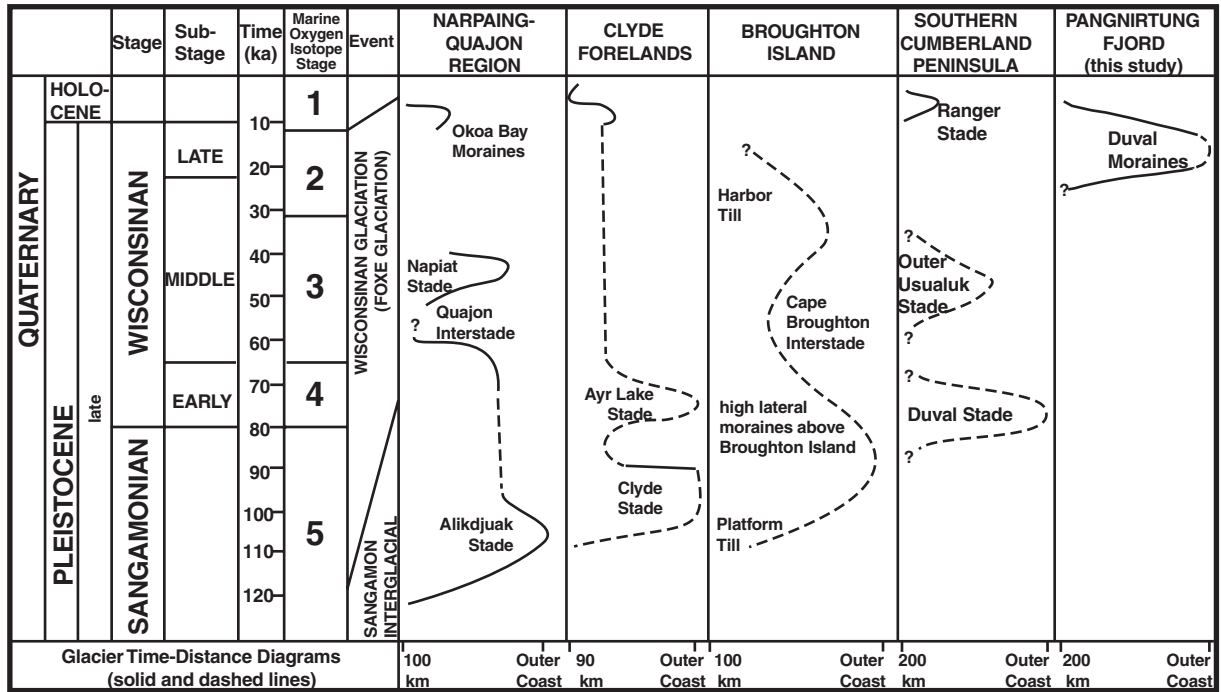 Stage
Sub-
Stage
Time
(ka)
Marine
Oxygen
Isotope
Stage
Event
NARPAING-
QUAJON
REGION
CLYDE
FORELANDS
BROUGHTON
ISLAND
SOUTHERN
CUMBERLAND
PENINSULA
PANGNIRTUNG
FJORD
(this study)
QUATERNARY
HOLO-
CENE
PLEISTOCENE
late
WISCONSINAN
SANGAMONIAN
LATE
MIDDLE
EARLY
10
20
30
40
50
60
70
80
90
100
110
120
1
2
3
4
5
WISCONSINAN GLACIATION
(FOXE GLACIATION)
SANGAMON
INTERGLACIAL
Okoa Bay
Moraines
Napiat
Stade
?
Quajon
Interstade
Alikdjuak
Stade
Ayr Lake
Stade
Clyde
Stade
?
Harbor
Till
Cape
Broughton
Interstade
high lateral
moraines above
Broughton Island
Platform
Till
Ranger
Stade
?
Outer
Usualuk
Stade
?
?
Duval Stade
?
Duval
Moraines
?
Glacier Time-Distance Diagrams
(solid and dashed lines)
100 Outer
km Coast
90 Outer
km Coast
100 Outer
km Coast
200 Outer
km Coast
200 Outer
km Coast